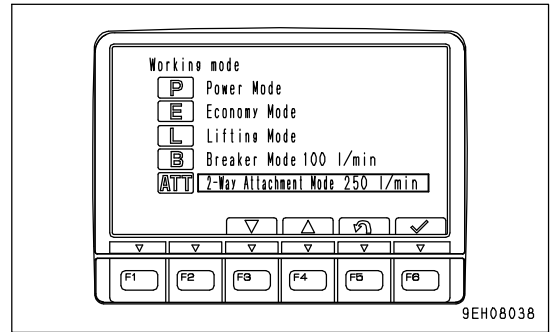 Working mode
P Power Mode
E Economy Mode
L Lifting Mode
B Breaker Mode 100 l/min
ATT 2-Way Attachment Mode 250 l/min
F1 F2 F3 F4 F5 F6
9EH08038